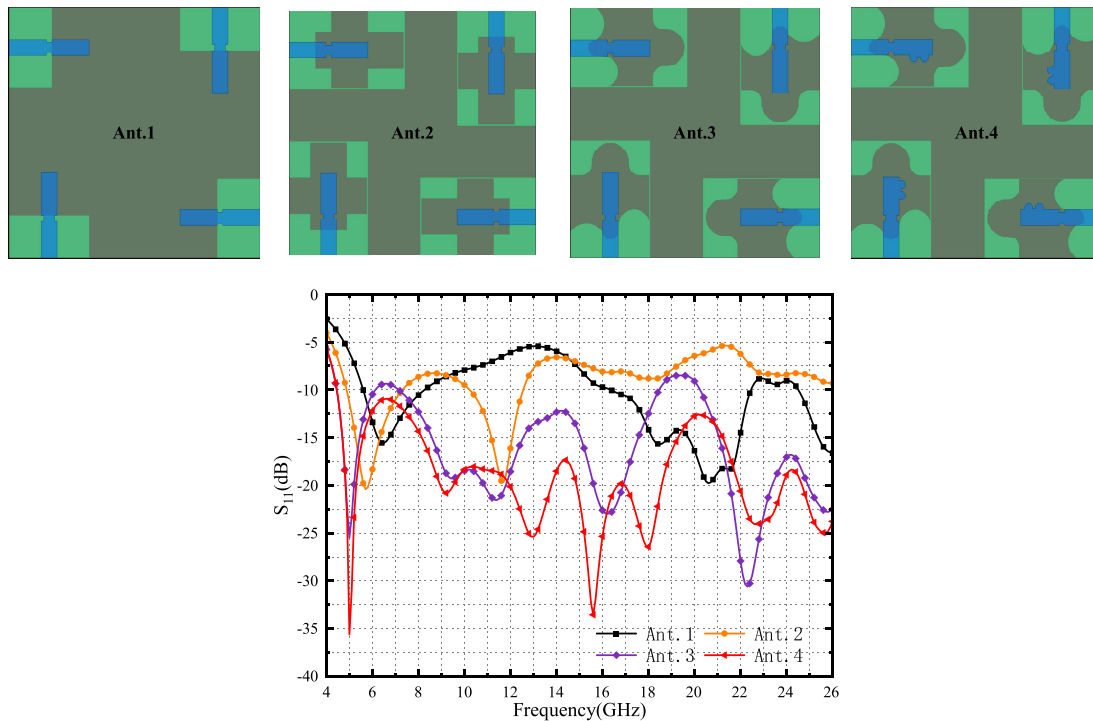 Ant.1
Ant.2
Ant.3
Ant.4
0
-5
-10
-15
-20
-25
-30
-35
-40
S11(dB)
Ant.1 Ant.2
Ant.3 Ant.4
4 6 8 10 12 14 16 18 20 22 24 26
Frequency(GHz)